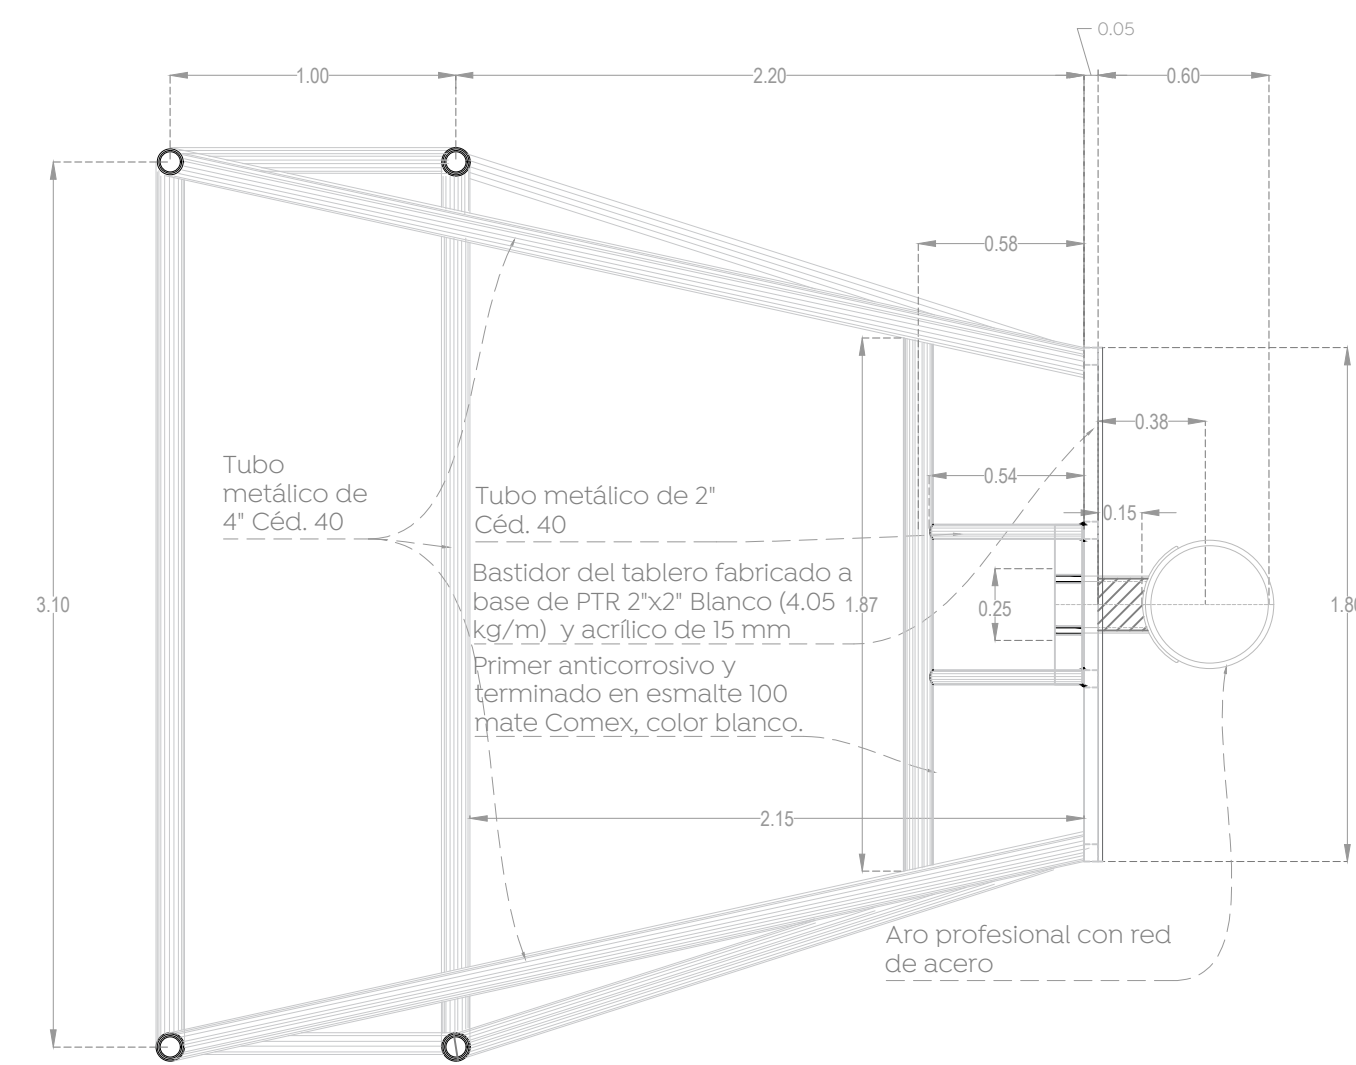 0.05
1.00
2.20
0.60
0.58
0.38
Tubo
metálico de
4" Céd. 40
0.54
Tubo metálico de 2"
Céd. 40
0.15
Bastidor del tablero fabricado a
base de PTR 2"x2" Blanco (4.05
kg/m) y acrílico de 15 mm
3.10
1.87
0.25
Primer anticorrosivo y
terminado en esmalte 100
mate Comex, color blanco.
2.15
Aro profesional con red
de acero